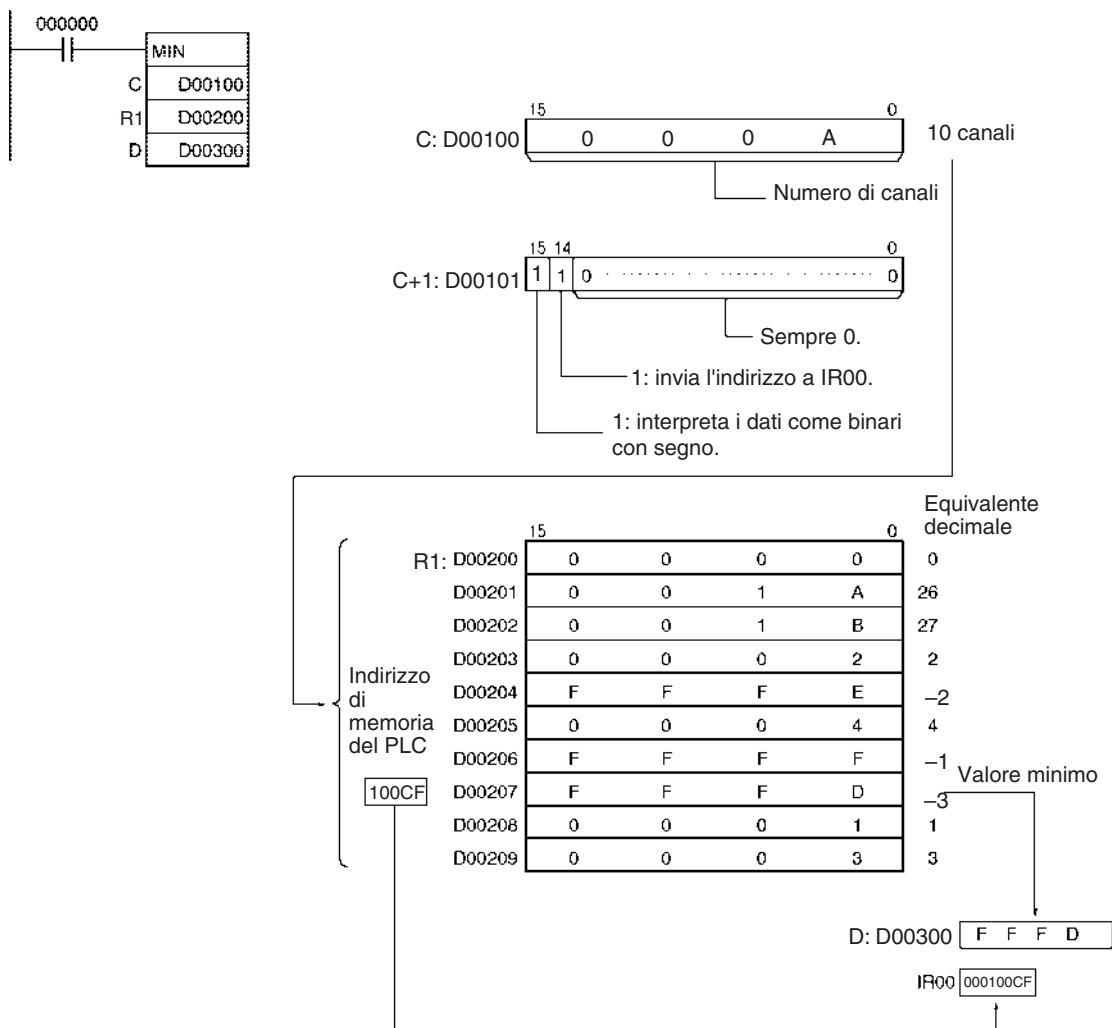 000000
MIN
C D00100
R1 D00200
D D00300
15 0
C: D00100 0 0 0 A 10 canali
Numero di canali
15 14 0
C+1: D00101 1 1 0 0
Sempre 0.
1: invia l'indirizzo a IR00.
1: interpreta i dati come binari
con segno.
Equivalente
decimale
15 0
R1: D00200 0 0 0 0 0
D00201 0 0 1 A 26
D00202 0 0 1 B 27
D00203 0 0 0 2 2
D00204 F F F E –2
D00205 0 0 0 4 4
D00206 F F F F –1
D00207 F F F D –3
D00208 0 0 0 1 1
D00209 0 0 0 3 3
Indirizzo
di
memoria
del PLC
100CF
Valore minimo
D: D00300 F F F D
IR00 000100CF